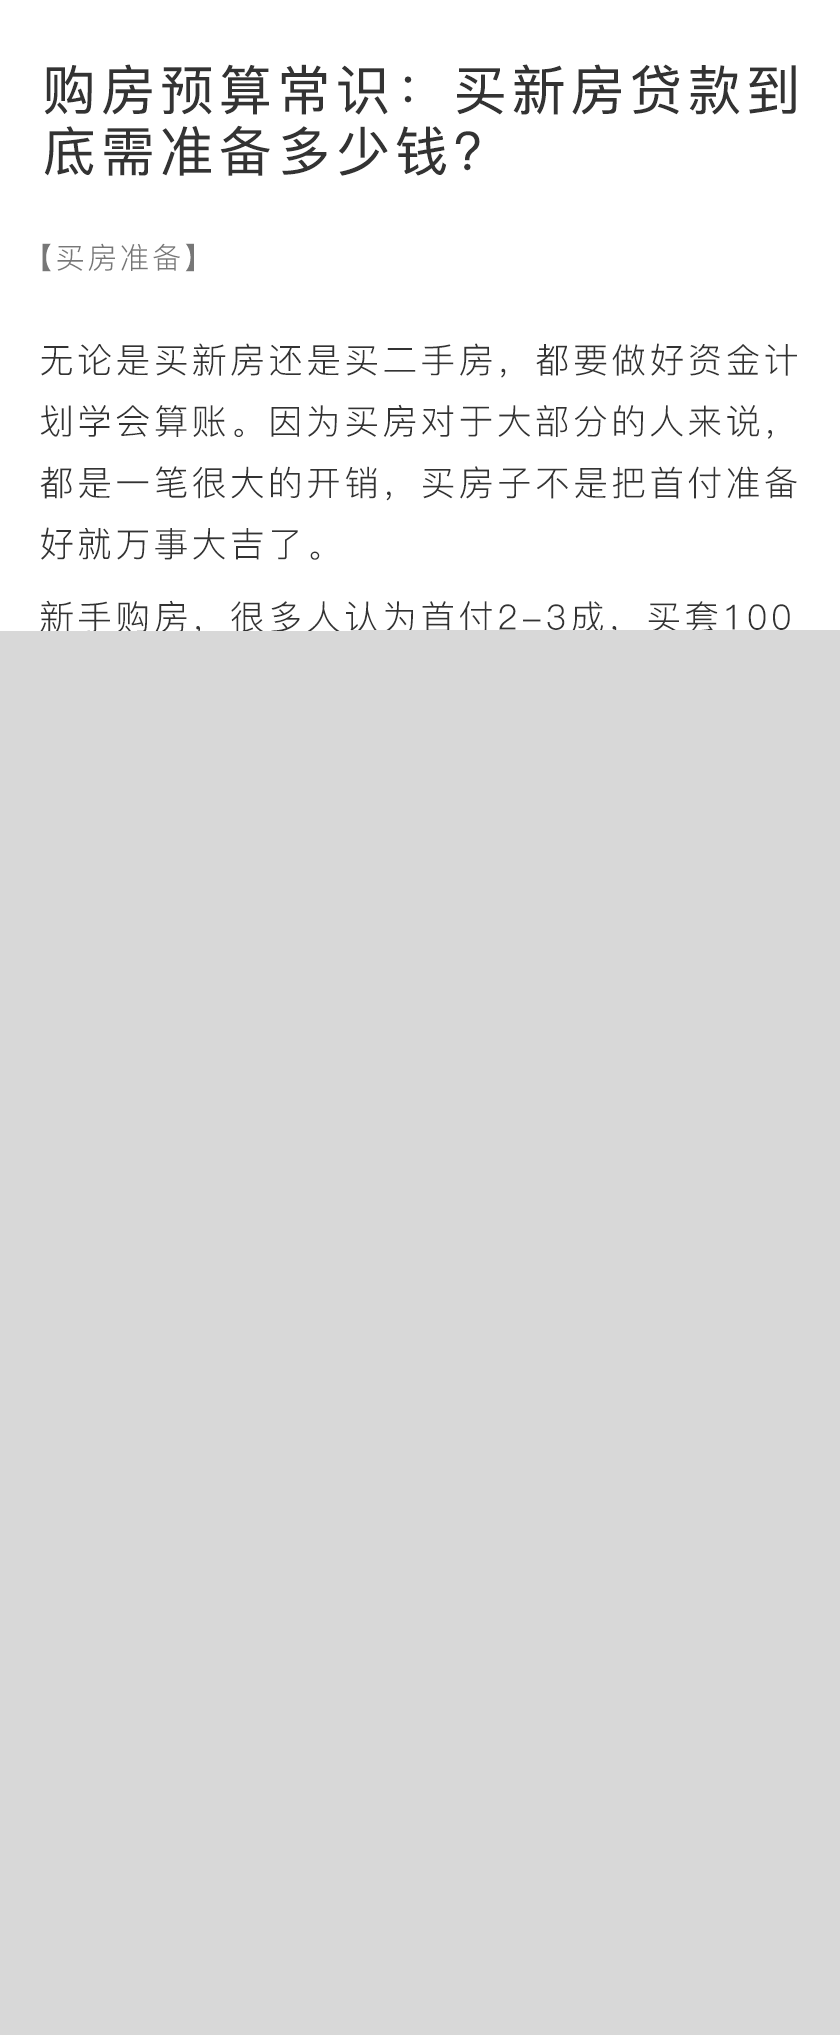 购房预算常识：买新房贷款到
底需准备多少钱？
【买房准备】
无论是买新房还是买二手房，都要做好资金计
划学会算账。因为买房对于大部分的人来说，
都是一笔很大的开销，买房子不是把首付准备
好就万事大吉了。
新手购房，很多人认为首付2-3成，买套100